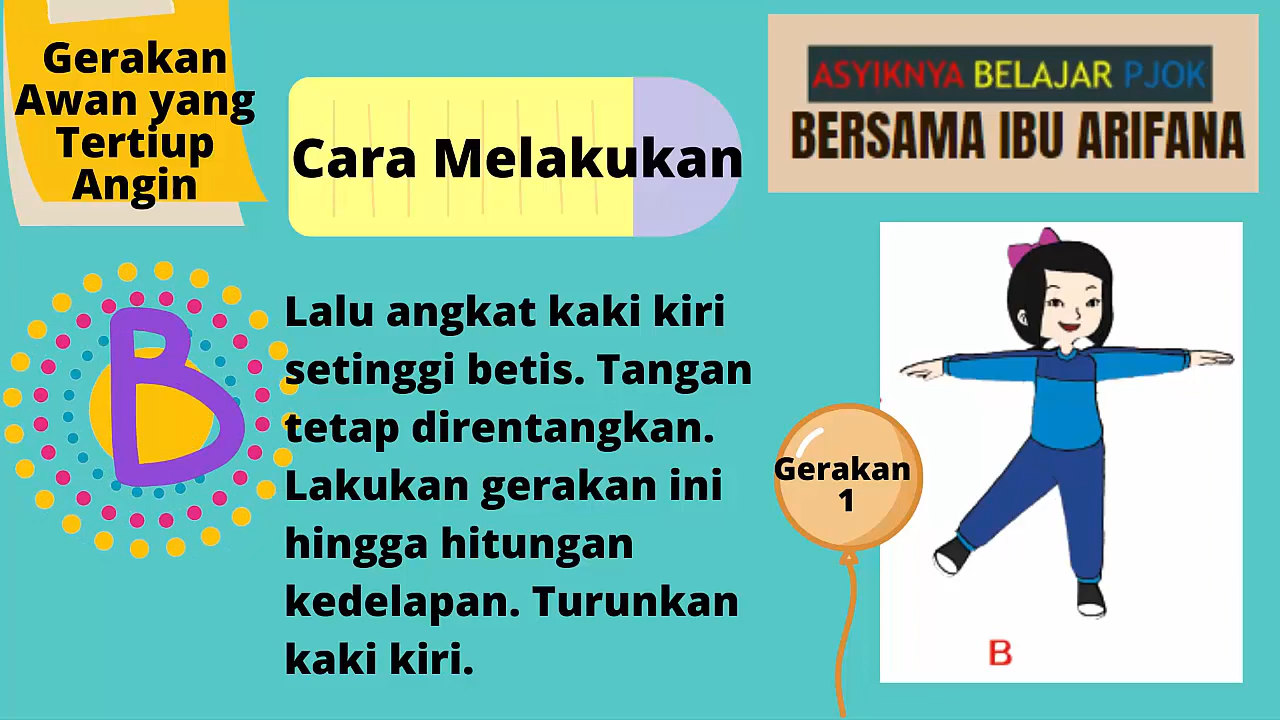 Gerakan
Awan yang
Tertiup
Angin
Cara Melakukan
ASYIKNYA BELAJAR PJOK
BERSAMA IBU ARIFANA
B
Lalu angkat kaki kiri
setinggi betis. Tangan
tetap direntangkan.
Lakukan gerakan ini
hingga hitungan
kedelapan. Turunkan
kaki kiri.
Gerakan
1
B